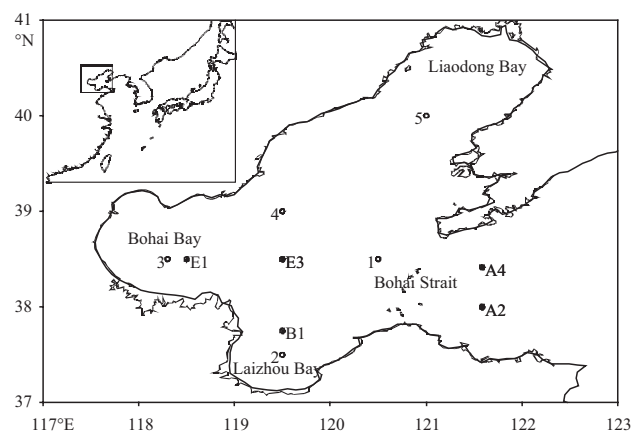 41
°N
Liaodong Bay
40
5
39
4
Bohai Bay
3 E1 E3 1
Bohai Strait
A4
38
A2
B1
2
Laizhou Bay
37
117°E 118 119 120 121 122 123